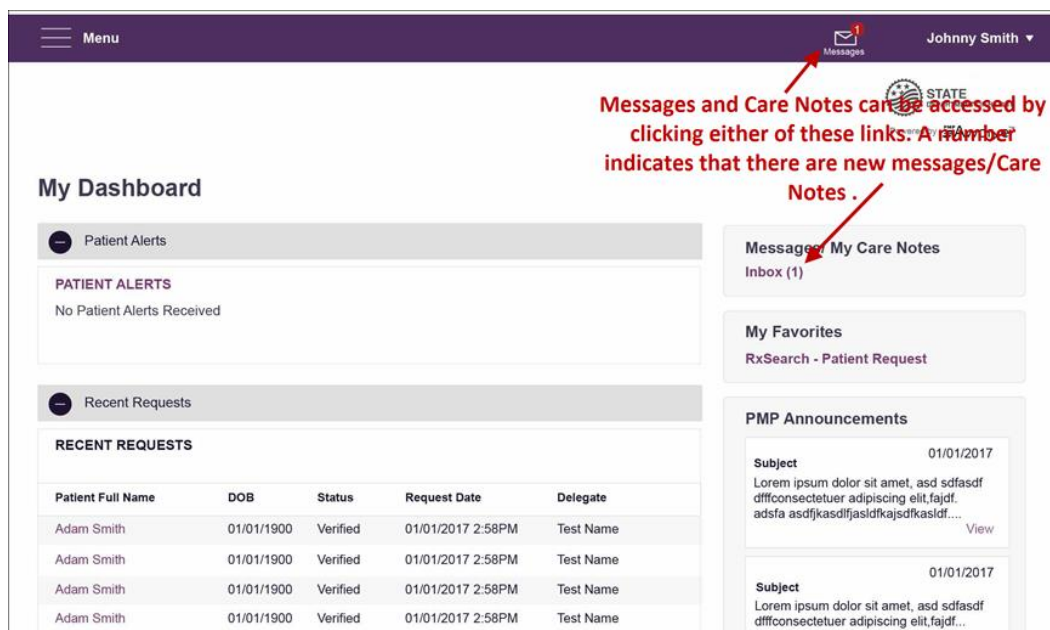 Menu
1
Messages
Johnny Smith
STATE
Messages and Care Notes can be accessed by
clicking either of these links. A number
indicates that there are new messages/Care
Notes .
My Dashboard
Patient Alerts
PATIENT ALERTS
No Patient Alerts Received
Recent Requests
RECENT REQUESTS
Patient Full Name DOB Status Request Date Delegate
Adam Smith 01/01/1900 Verified 01/01/2017 2:58PM Test Name
Adam Smith 01/01/1900 Verified 01/01/2017 2:58PM Test Name
Adam Smith 01/01/1900 Verified 01/01/2017 2:58PM Test Name
Adam Smith 01/01/1900 Verified 01/01/2017 2:58PM Test Name
Messages/ My Care Notes
Inbox (1)
My Favorites
RxSearch - Patient Request
PMP Announcements
01/01/2017
Subject
Lorem ipsum dolor sit amet, asd sdfasdf
dfffconsectetuer adipiscing elit,fajdf.
adsfa asdfjkasdlfjasldfkajsdfkasldf....
View
01/01/2017
Subject
Lorem ipsum dolor sit amet, asd sdfasdf
dfffconsectetuer adipiscing elit,fajdf...